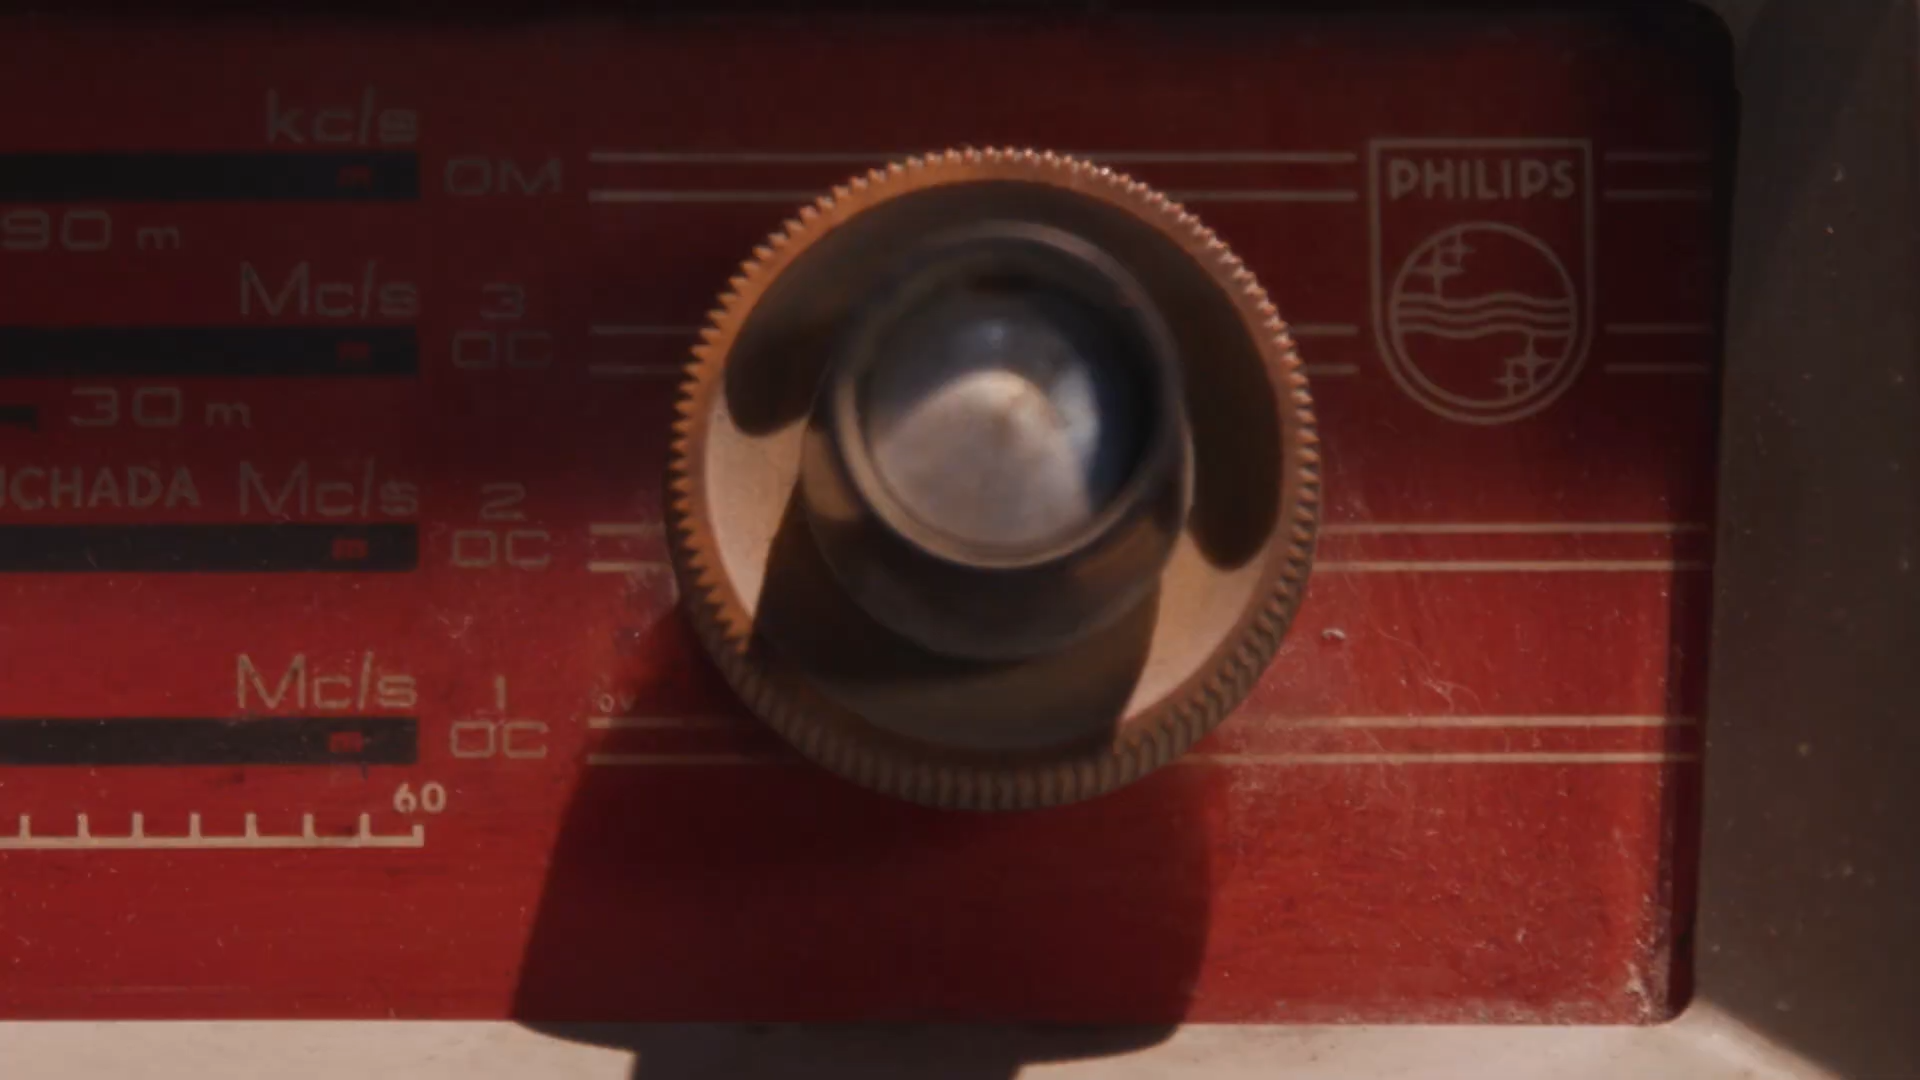 kc/s
OM
PHILIPS
90 m
Mc/s 3
OC
30 m
UCHADA Mc/s 2
OC
Mc/s 1
OC
60